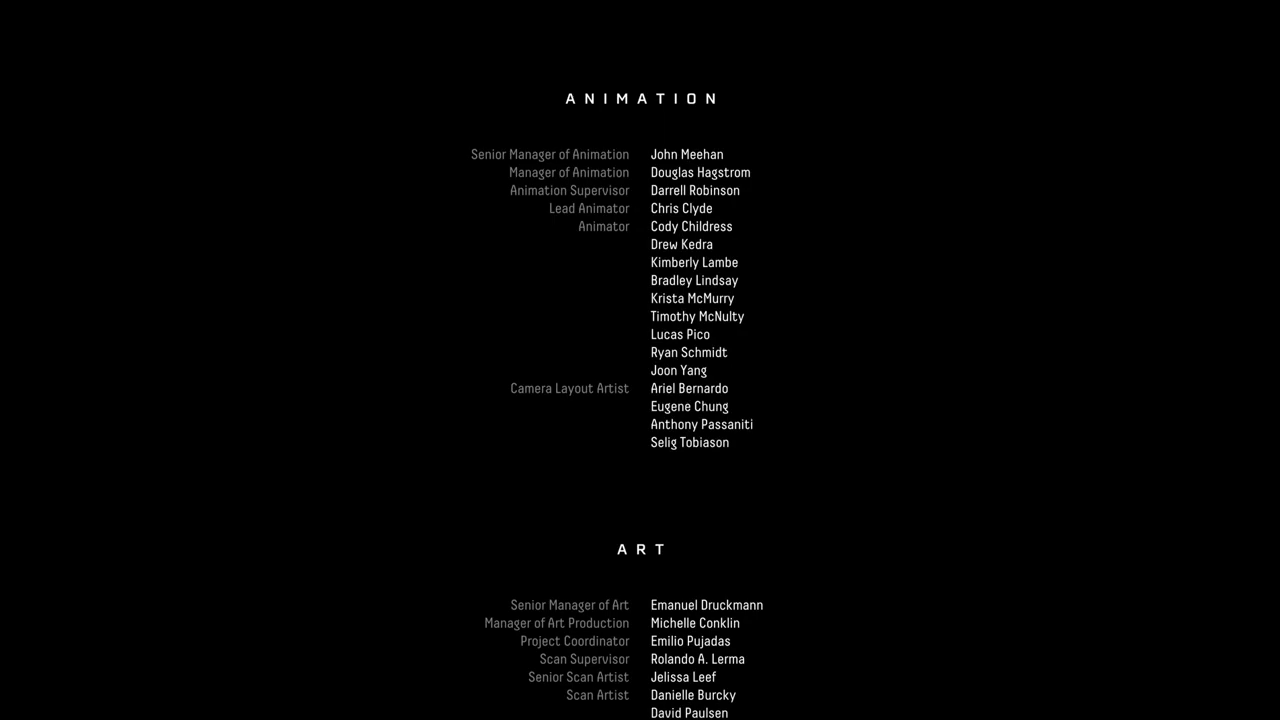 ANIMATION
Senior Manager of Animation John Meehan
Manager of Animation Douglas Hagstrom
Animation Supervisor Darrell Robinson
Lead Animator Chris Clyde
Animator Cody Childress
Drew Kedra
Kimberly Lambe
Bradley Lindsay
Krista McMurry
Timothy McNulty
Lucas Pico
Ryan Schmidt
Joon Yang
Camera Layout Artist Ariel Bernardo
Eugene Chung
Anthony Passaniti
Selig Tobiason
ART
Senior Manager of Art Emanuel Druckmann
Manager of Art Production Michelle Conklin
Project Coordinator Emilio Pujadas
Scan Supervisor Rolando A. Lerma
Senior Scan Artist Jelissa Leef
Scan Artist Danielle Burcky
David Paulsen